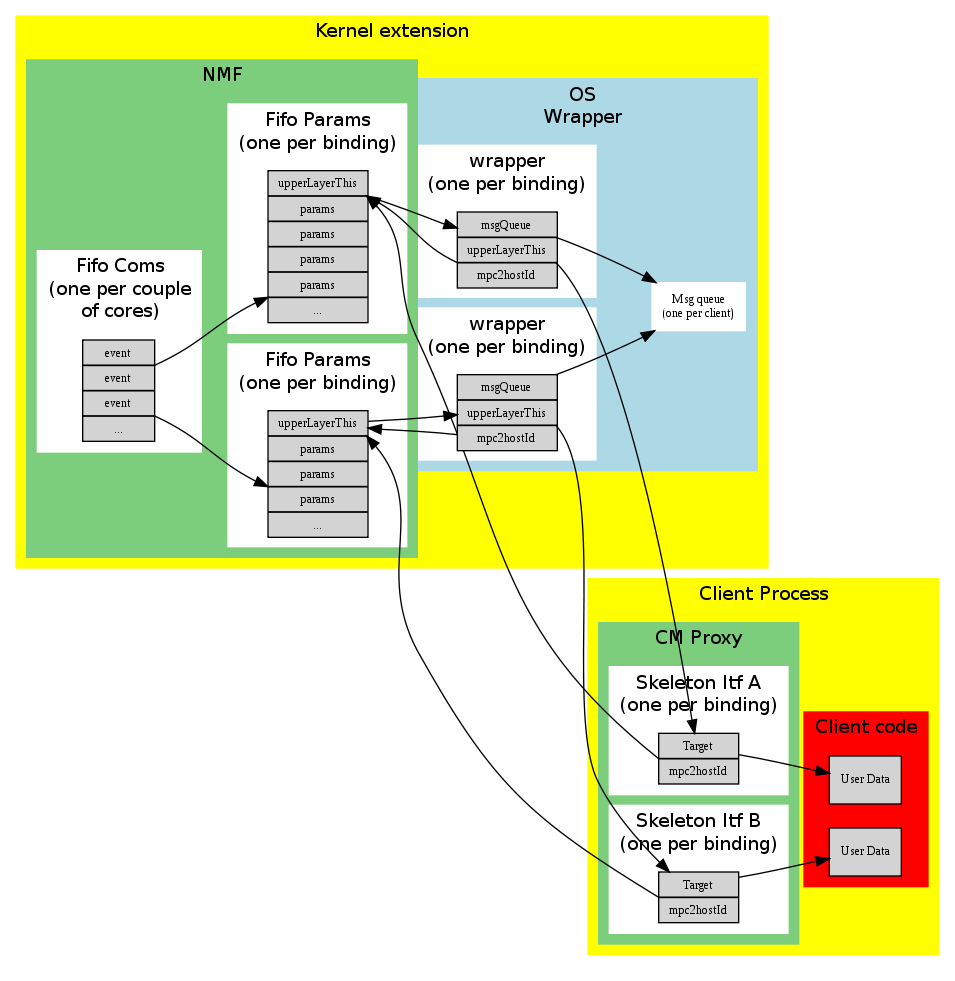 Kernel extension
NMF
OS
Wrapper
Fifo Params
(one per binding)
upperLayerThis
params
params
params
params
...
wrapper
(one per binding)
msgQueue
upperLayerThis
mpc2hostId
Fifo Coms
(one per couple
of cores)
event
event
event
...
Msg queue
(one per client)
wrapper
(one per binding)
msgQueue
upperLayerThis
mpc2hostId
Fifo Params
(one per binding)
upperLayerThis
params
params
params
...
Client Process
CM Proxy
Skeleton Itf A
(one per binding)
Target
mpc2hostId
Client code
User Data
User Data
Skeleton Itf B
(one per binding)
Target
mpc2hostId